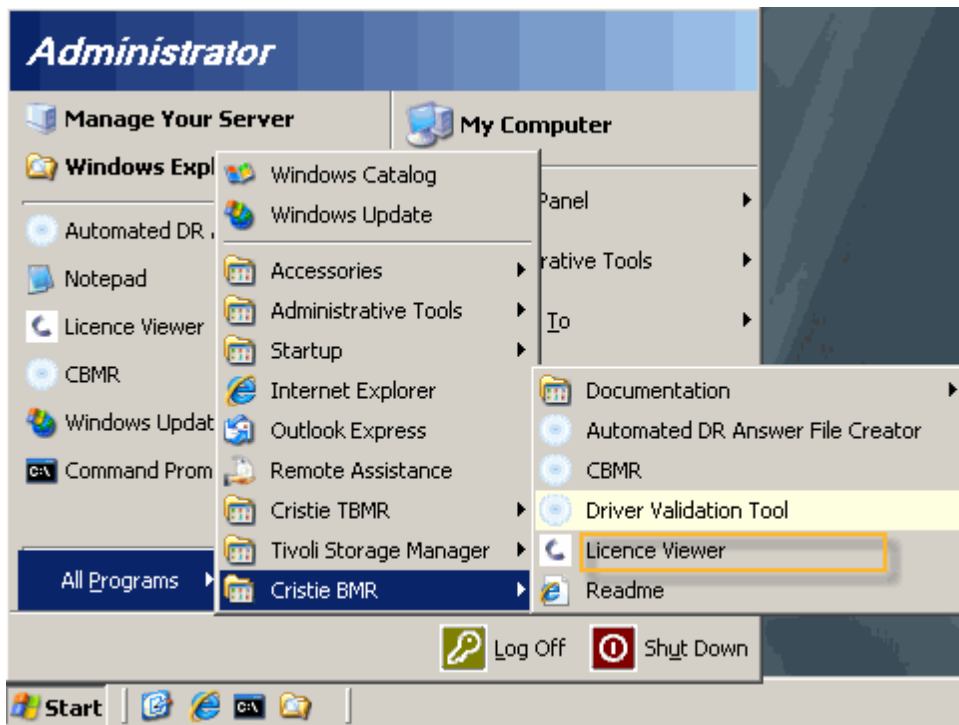 Administrator
Manage Your Server
Windows Expl
Automated DR
Notepad
Licence Viewer
CBMR
Windows Updat
Command Prom
All Programs
My Computer
Panel
rative Tools
To
Windows Catalog
Windows Update
Accessories
Administrative Tools
Startup
Internet Explorer
Outlook Express
Remote Assistance
Cristie TBMR
Tivoli Storage Manager
Cristie BMR
Documentation
Automated DR Answer File Creator
CBMR
Driver Validation Tool
Licence Viewer
Readme
Log Off
Shut Down
Start